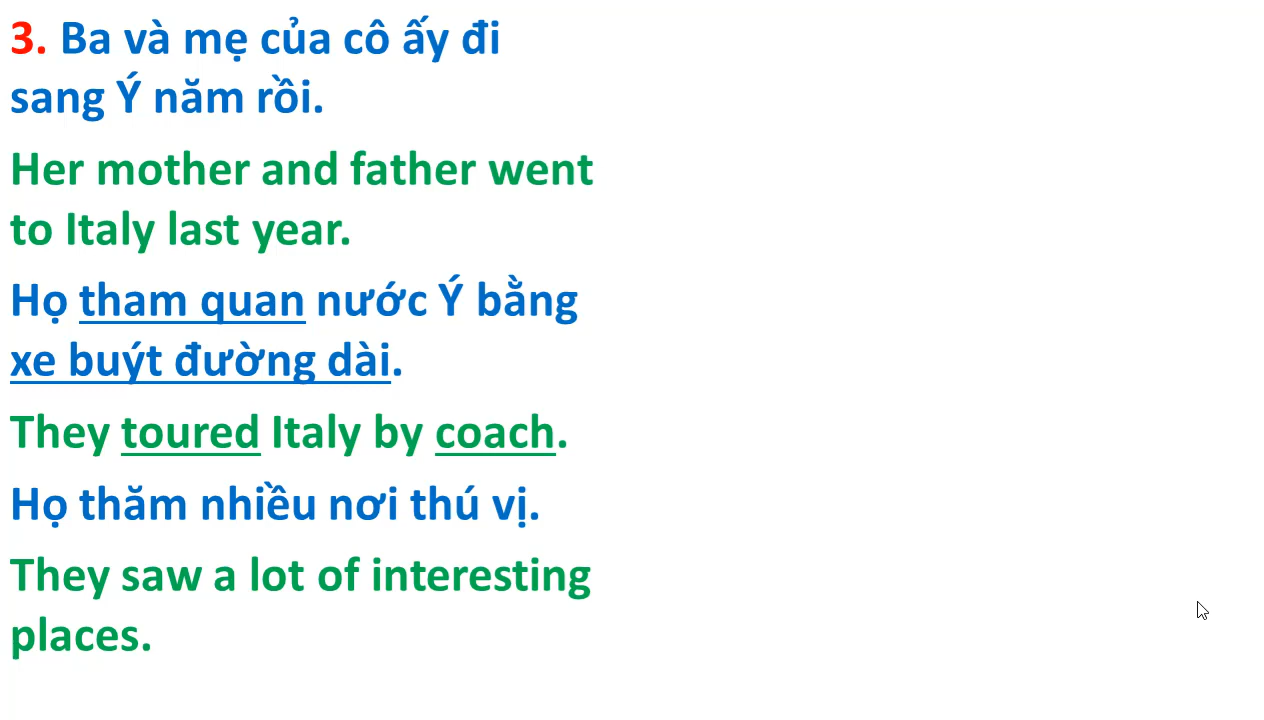 3. Ba và mẹ của cô ấy đi
sang Ý năm rồi.
Her mother and father went
to Italy last year.
Họ tham quan nước Ý bằng
xe buýt đường dài.
They toured Italy by coach.
Họ thăm nhiều nơi thú vị.
They saw a lot of interesting
places.